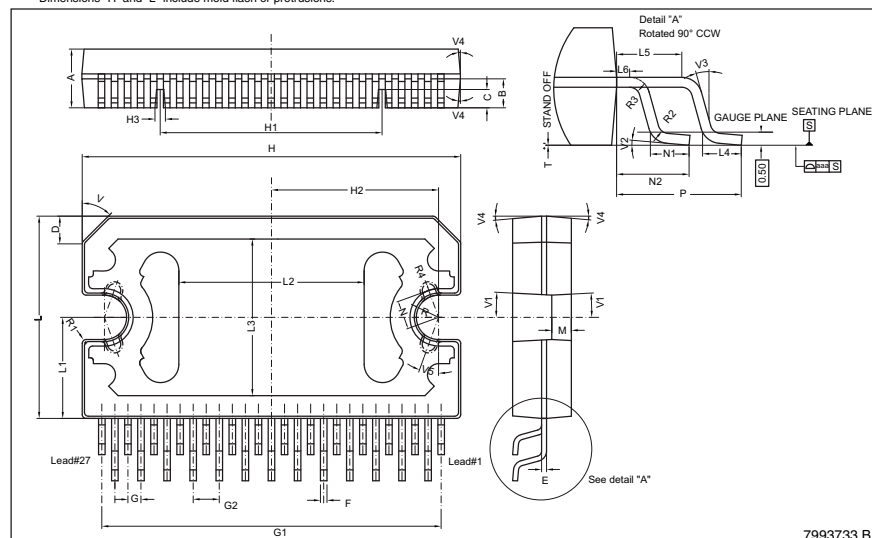 Dimensions "H" and "L" include mold flash or protrusions.
Detail "A"
Rotated 90° CCW
V4
L5
V3
L6
A
C
B
STAND OFF
R3
R2
GAUGE PLANE
SEATING PLANE
S
V4
H3
H1
V2
N1
L4
T
0.50
aaa S
H
N2
P
H2
V
V4
V4
D
R4
L2
L
L3
N
R
V1
V1
R1
M
L1
V5
Lead#27
Lead#1
See detail "A"
E
G
G2
F
G1
7993733 B